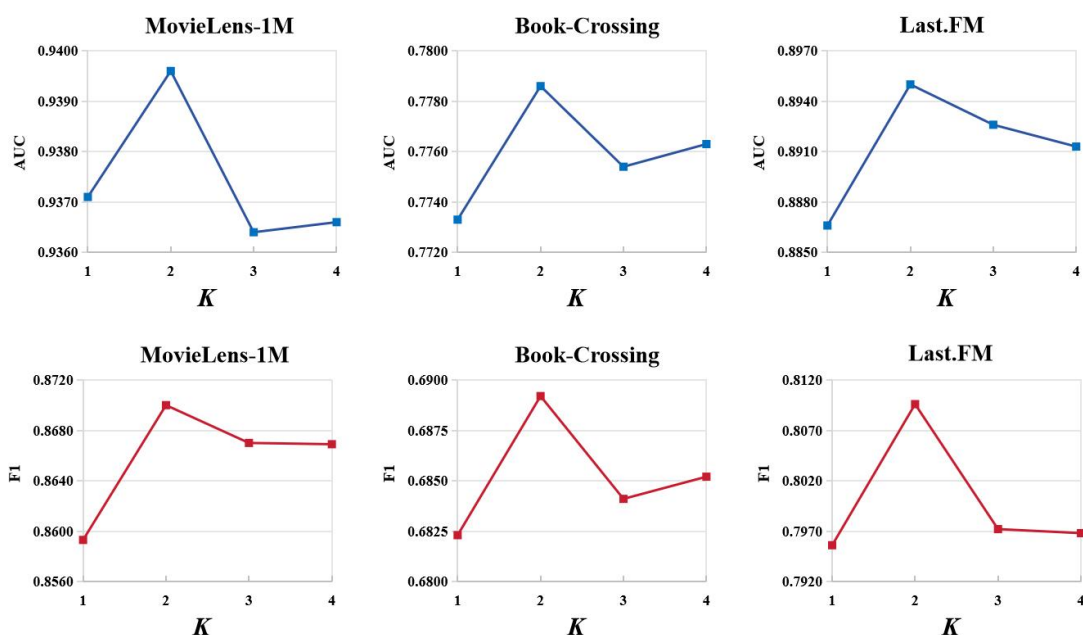 MovieLens-1M
0.9400
0.9390
0.9380
0.9370
0.9360
AUC
1 2 3 4
K
Book-Crossing
0.7800
0.7780
0.7760
0.7740
0.7720
AUC
1 2 3 4
K
Last.FM
0.8970
0.8940
0.8910
0.8880
0.8850
AUC
1 2 3 4
K
MovieLens-1M
0.8720
0.8680
0.8640
0.8600
0.8560
F1
1 2 3 4
K
Book-Crossing
0.6900
0.6875
0.6850
0.6825
0.6800
F1
1 2 3 4
K
Last.FM
0.8120
0.8070
0.8020
0.7970
0.7920
F1
1 2 3 4
K